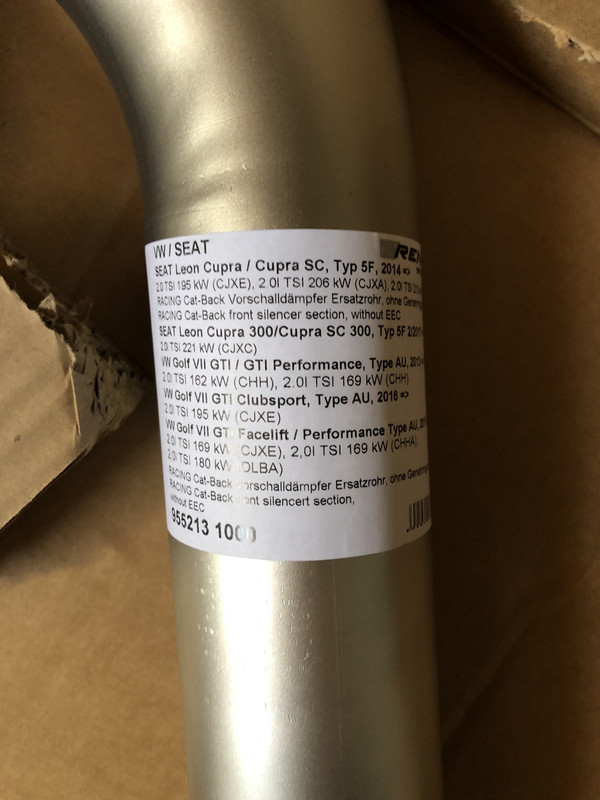 VW / SEAT
SEAT Leon Cupra / Cupra SC, Typ 5F, 2014 =>
2.0 TSI 195 kW (CJXE), 2.0l TSI 206 kW (CJXA), 2.0l TSI
RACING Cat-Back Vorschalldämpfer Ersatzrohr, ohne
RACING Cat-Back front silencer section, without EEC
SEAT Leon Cupra 300/Cupra SC 300, Typ 5F
2.0l TSI 221 kW (CJXC)
VW Golf VII GTI / GTI Performance, Type AU,
2.0l TSI 162 kW (CHH), 2.0l TSI 169 kW (CHH)
VW Golf VII GTI Clubsport, Type AU, 2016 =>
2.0l TSI 195 kW (CJXE)
VW Golf VII GTI Facelift / Performance Type AU,
2.0l TSI 169 kW (CJXE), 2,0l TSI 169 kW (CHHA)
2.0l TSI 180 kW (DLBA)
RACING Cat-Back Vorschalldämpfer Ersatzrohr, ohne
RACING Cat-Back front silencert section,
without EEC
955213 1000